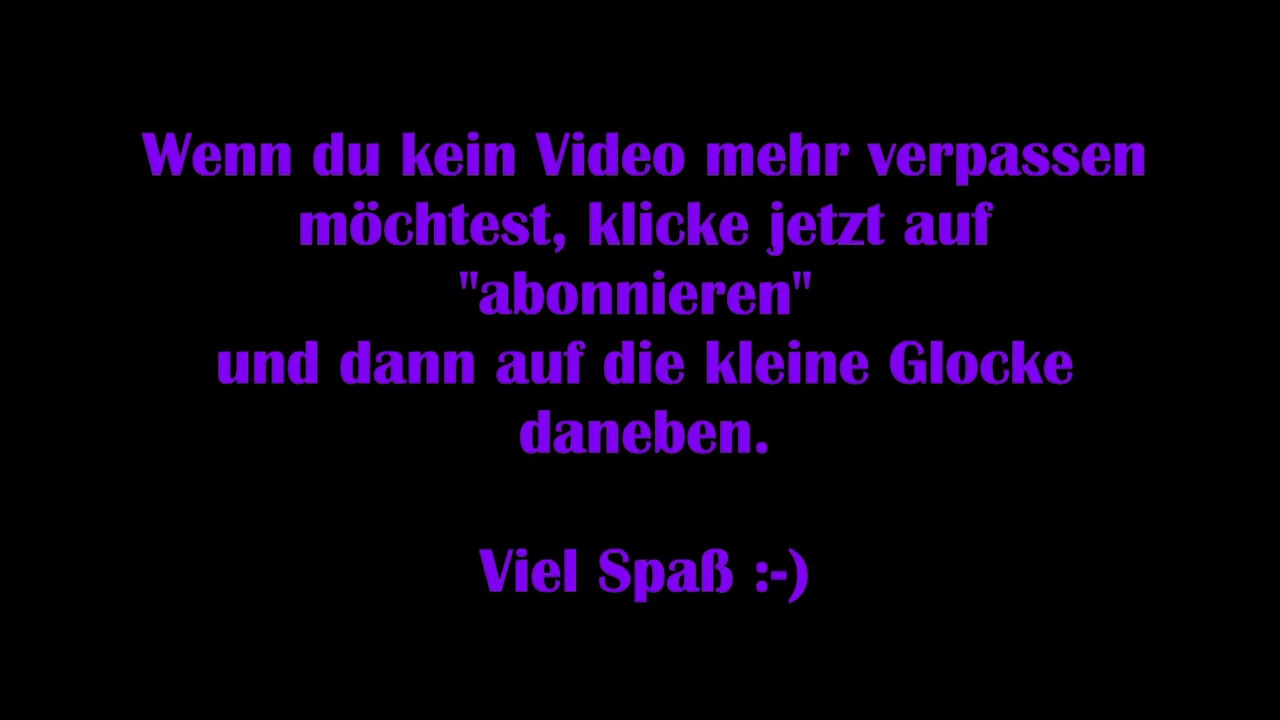 Wenn du kein Video mehr verpassen
möchtest, klicke jetzt auf
"abonnieren"
und dann auf die kleine Glocke
daneben.
Viel Spaß :-)